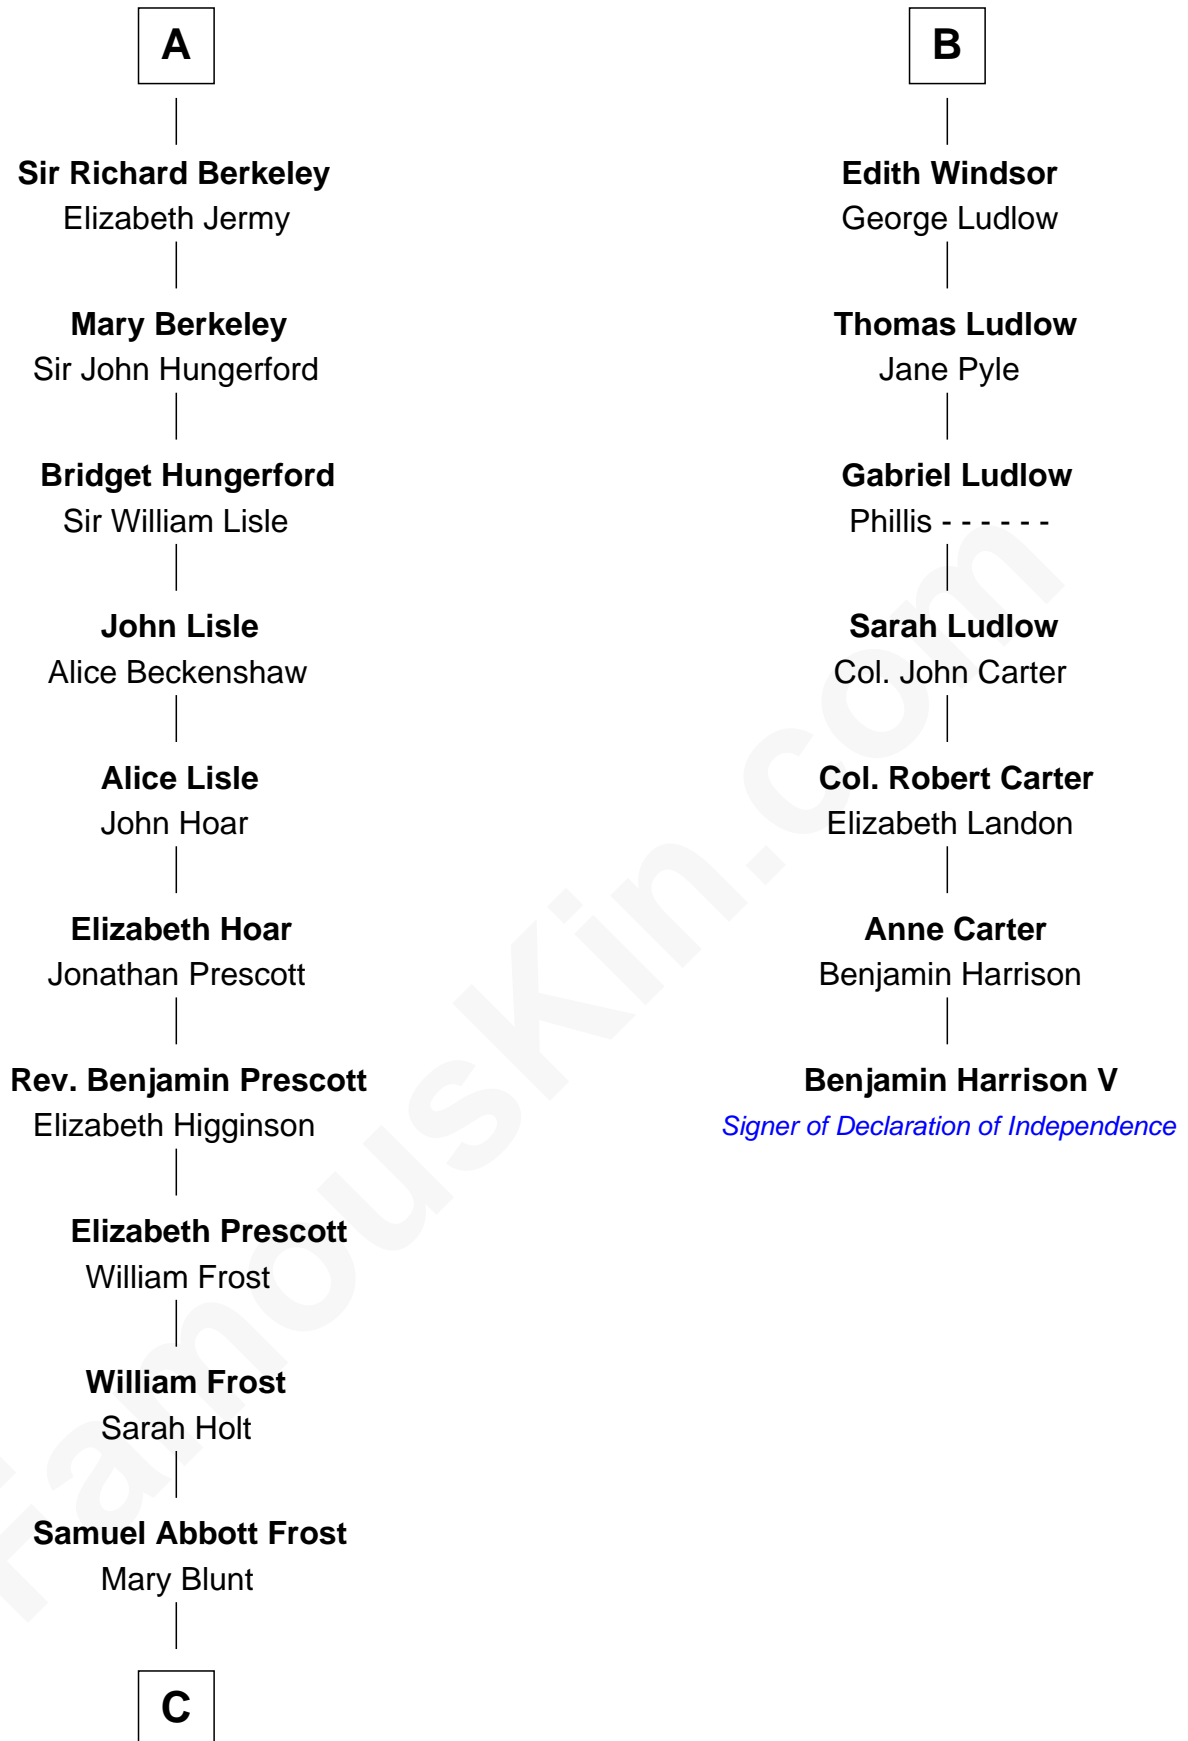 A
Sir Richard Berkeley
Elizabeth Jermy
Mary Berkeley
Sir John Hungerford
Bridget Hungerford
Sir William Lisle
John Lisle
Alice Beckenshaw
Alice Lisle
John Hoar
Elizabeth Hoar
Jonathan Prescott
Rev. Benjamin Prescott
Elizabeth Higginson
Elizabeth Prescott
William Frost
William Frost
Sarah Holt
Samuel Abbott Frost
Mary Blunt
C
B
Edith Windsor
George Ludlow
Thomas Ludlow
Jane Pyle
Gabriel Ludlow
Phillis - - - - - -
Sarah Ludlow
Col. John Carter
Col. Robert Carter
Elizabeth Landon
Anne Carter
Benjamin Harrison
Benjamin Harrison V
Signer of Declaration of Independence
FamousKin.com